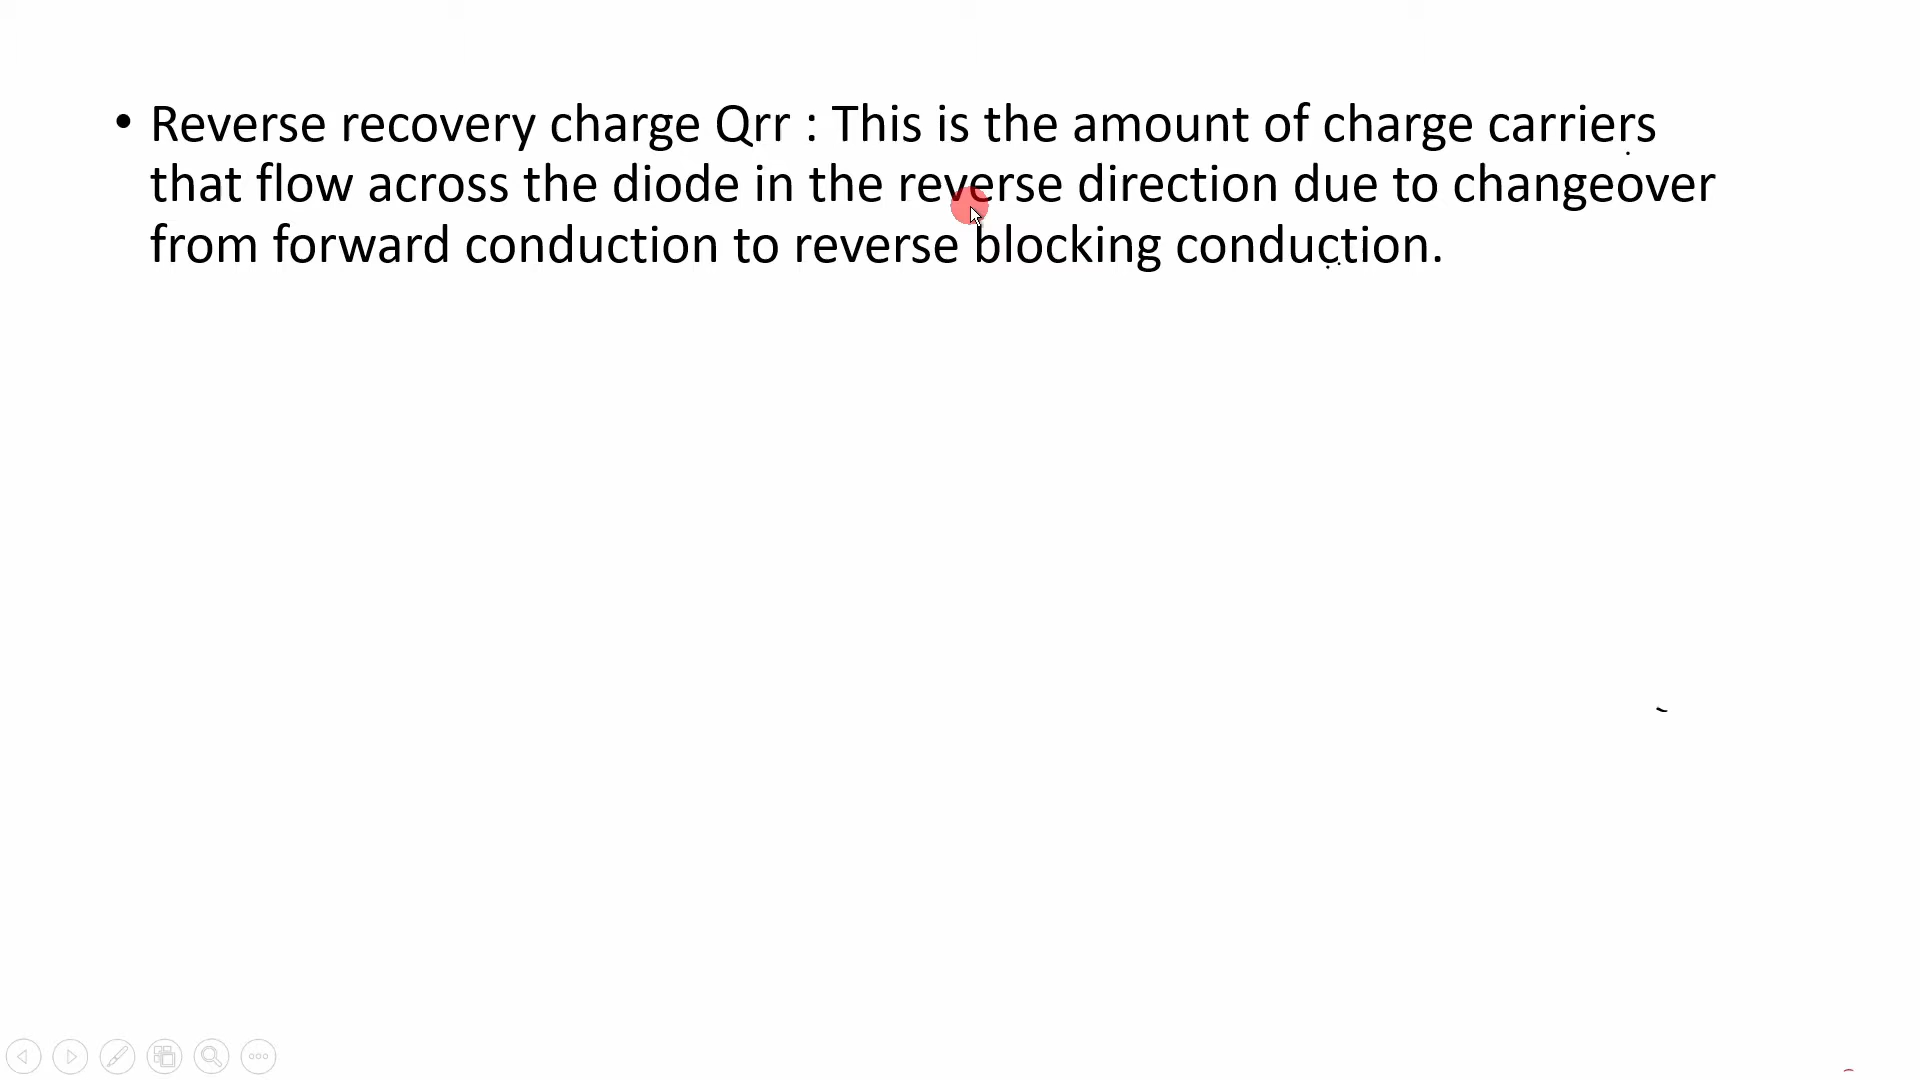 • Reverse recovery charge Qrr : This is the amount of charge carriers
that flow across the diode in the reverse direction due to changeover
from forward conduction to reverse blocking conduction.